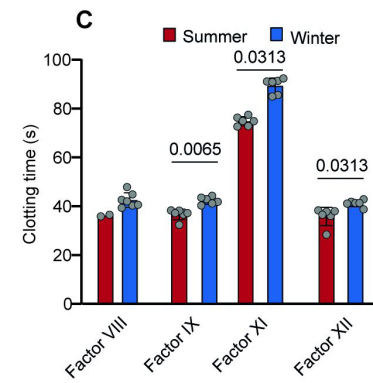 C
Summer Winter
0.0313
100
80
0.0065
60
0.0313
40
20
0
Clotting time (s)
Factor VIII
Factor IX
Factor XI
Factor XII